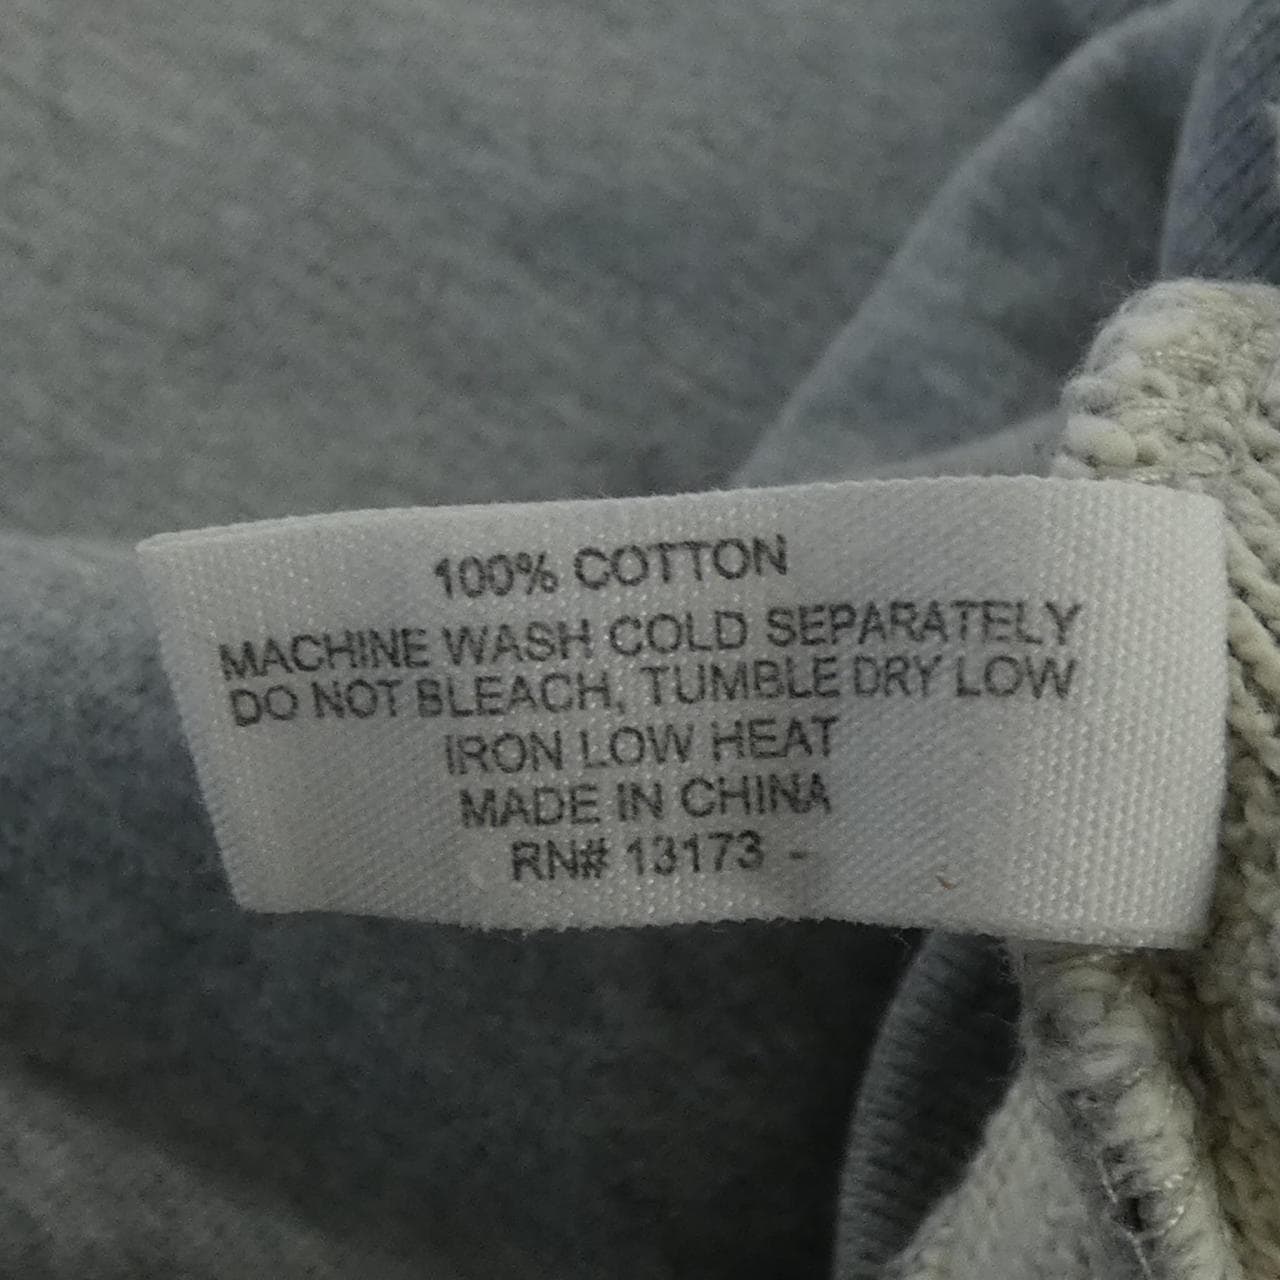 100% COTTON
MACHINE WASH COLD SEPARATELY
DO NOT BLEACH, TUMBLE DRY LOW
IRON LOW HEAT
MADE IN CHINA
RN# 13173 -